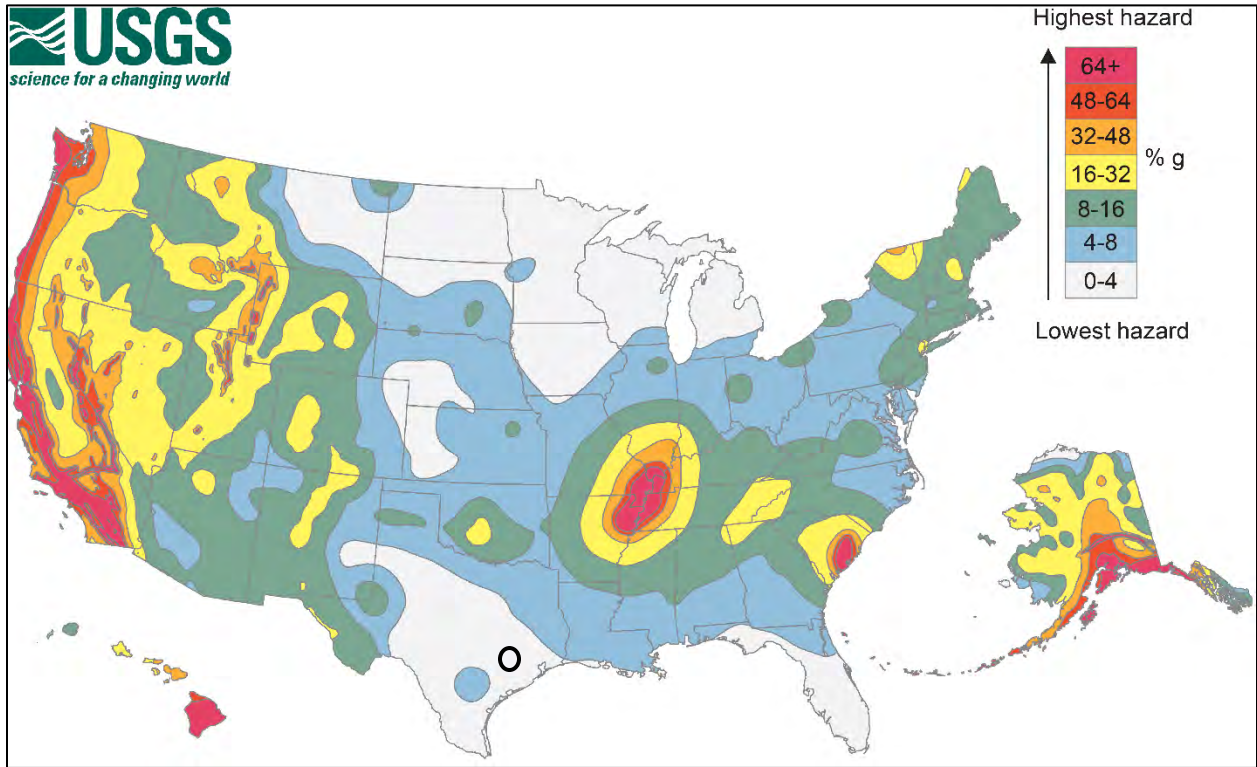 USGS
science for a changing world
Highest hazard
64+
48-64
32-48
16-32
% g
8-16
4-8
0-4
Lowest hazard